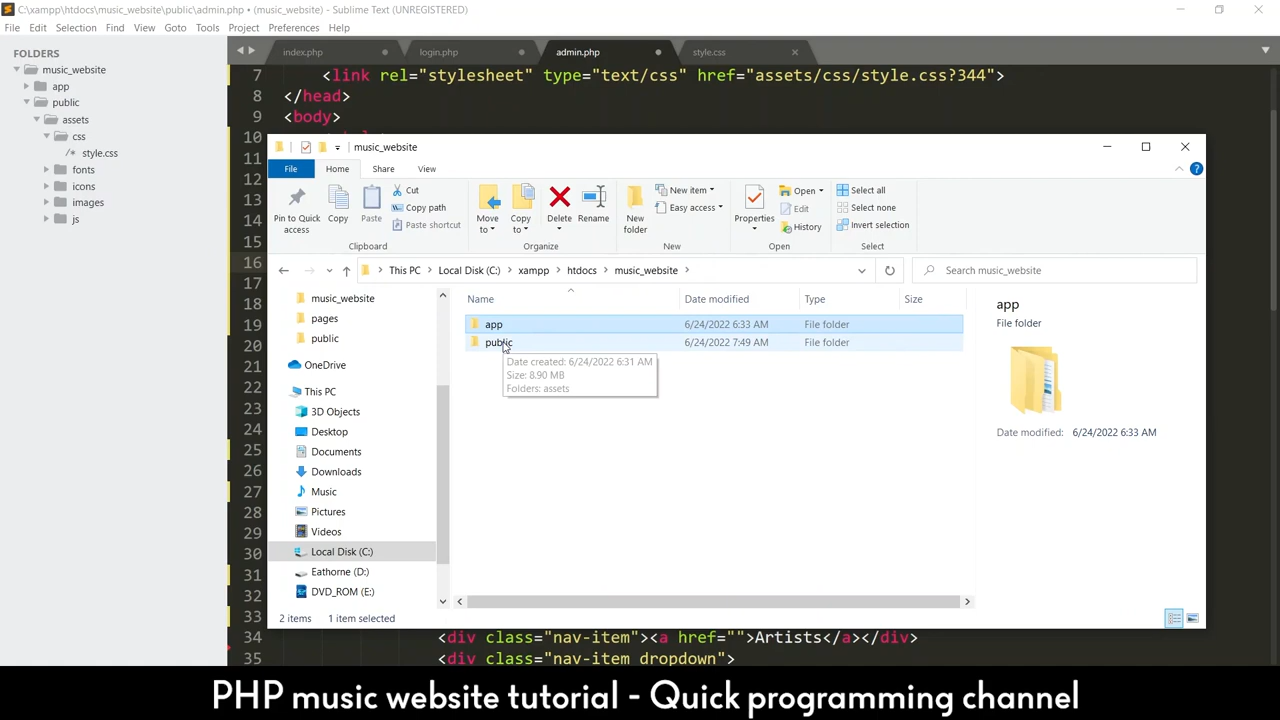 C:\xampp\htdocs\music_website\public\admin.php • (music_website) - Sublime Text (UNREGISTERED)
File Edit Selection Find View Goto Tools Project Preferences Help
FOLDERS
music_website
app
public
assets
css
/* style.css
fonts
icons
images
js
index.php
login.php
admin.php
style.css
7 <link rel="stylesheet" type="text/css" href="assets/css/style.css?344">
8 </head>
9 <body>
10
11
12
13
14
15
16
17
18
19
20
21
22
23
24
25
26
27
28
29
30
31
32
33
34 <div class="nav-item"><a href="">Artists</a></div>
35 <div class="nav-item dropdown">
music_website
File Home Share View
Pin to Quick access
Copy
Paste
Cut
Copy path
Paste shortcut
Clipboard
Move to
Copy to
Delete
Rename
Organize
New folder
New item
Easy access
New
Properties
Open
Edit
History
Open
Select all
Select none
Invert selection
Select
This PC > Local Disk (C:) > xampp > htdocs > music_website >
Search music_website
music_website
pages
public
OneDrive
This PC
3D Objects
Desktop
Documents
Downloads
Music
Pictures
Videos
Local Disk (C:)
Eathorne (D:)
DVD_ROM (E:)
Name Date modified Type Size
app 6/24/2022 6:33 AM File folder
public 6/24/2022 7:49 AM File folder
Date created: 6/24/2022 6:31 AM
Size: 8.90 MB
Folders: assets
app
File folder
Date modified: 6/24/2022 6:33 AM
2 items 1 item selected
PHP music website tutorial - Quick programming channel